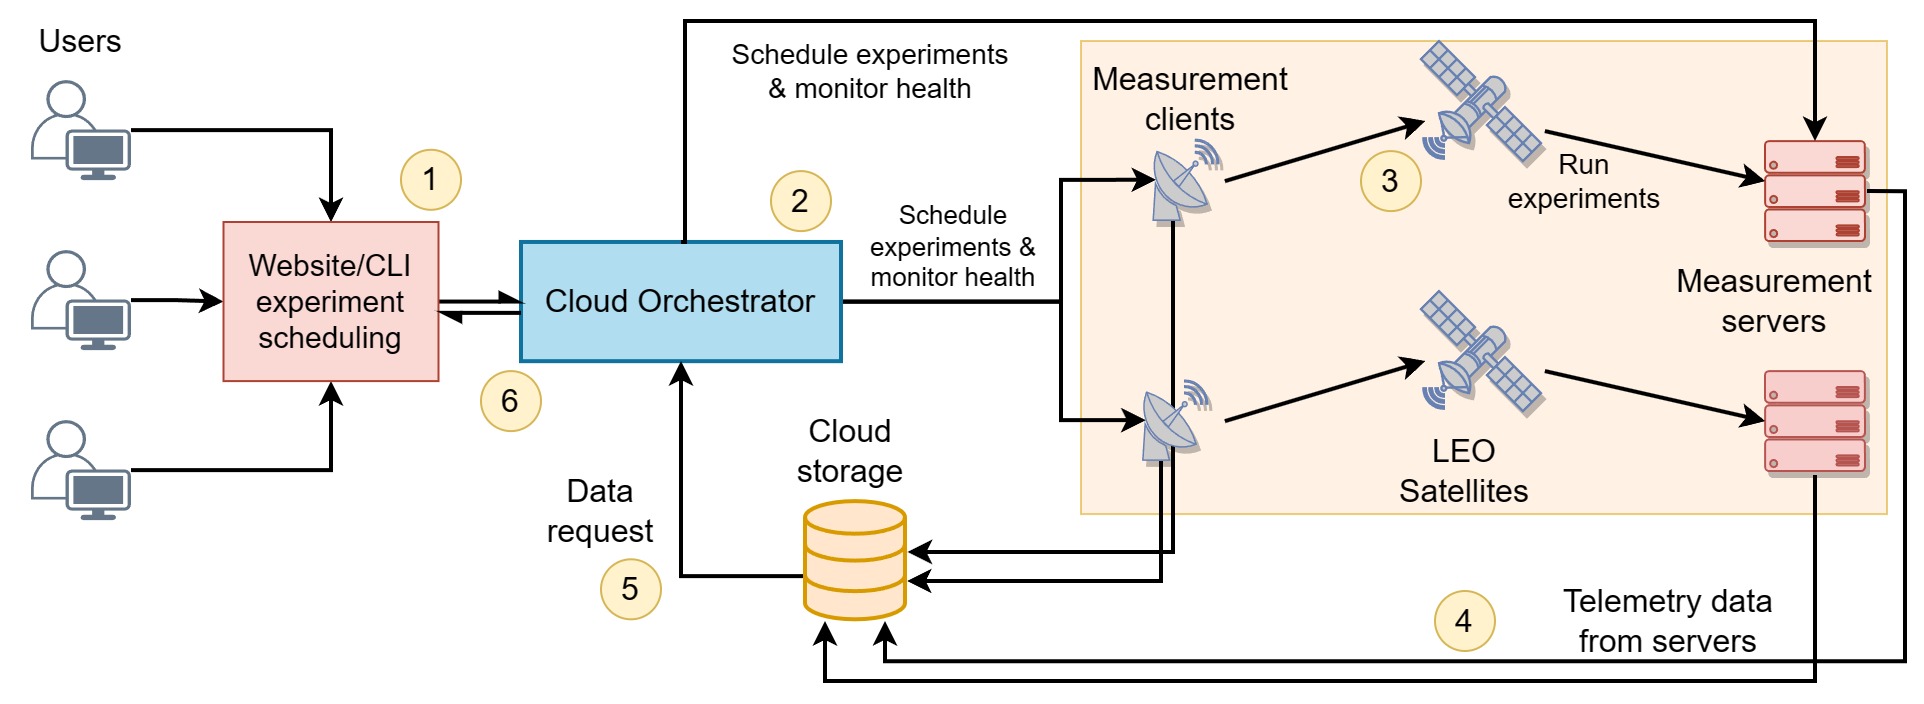 Users
Schedule experiments
& monitor health
Measurement
clients
1
2
3
Run
experiments
Schedule
experiments &
monitor health
Website/CLI
experiment
scheduling
Cloud Orchestrator
Measurement
servers
6
Cloud
storage
LEO
Satellites
Data
request
5
4
Telemetry data
from servers